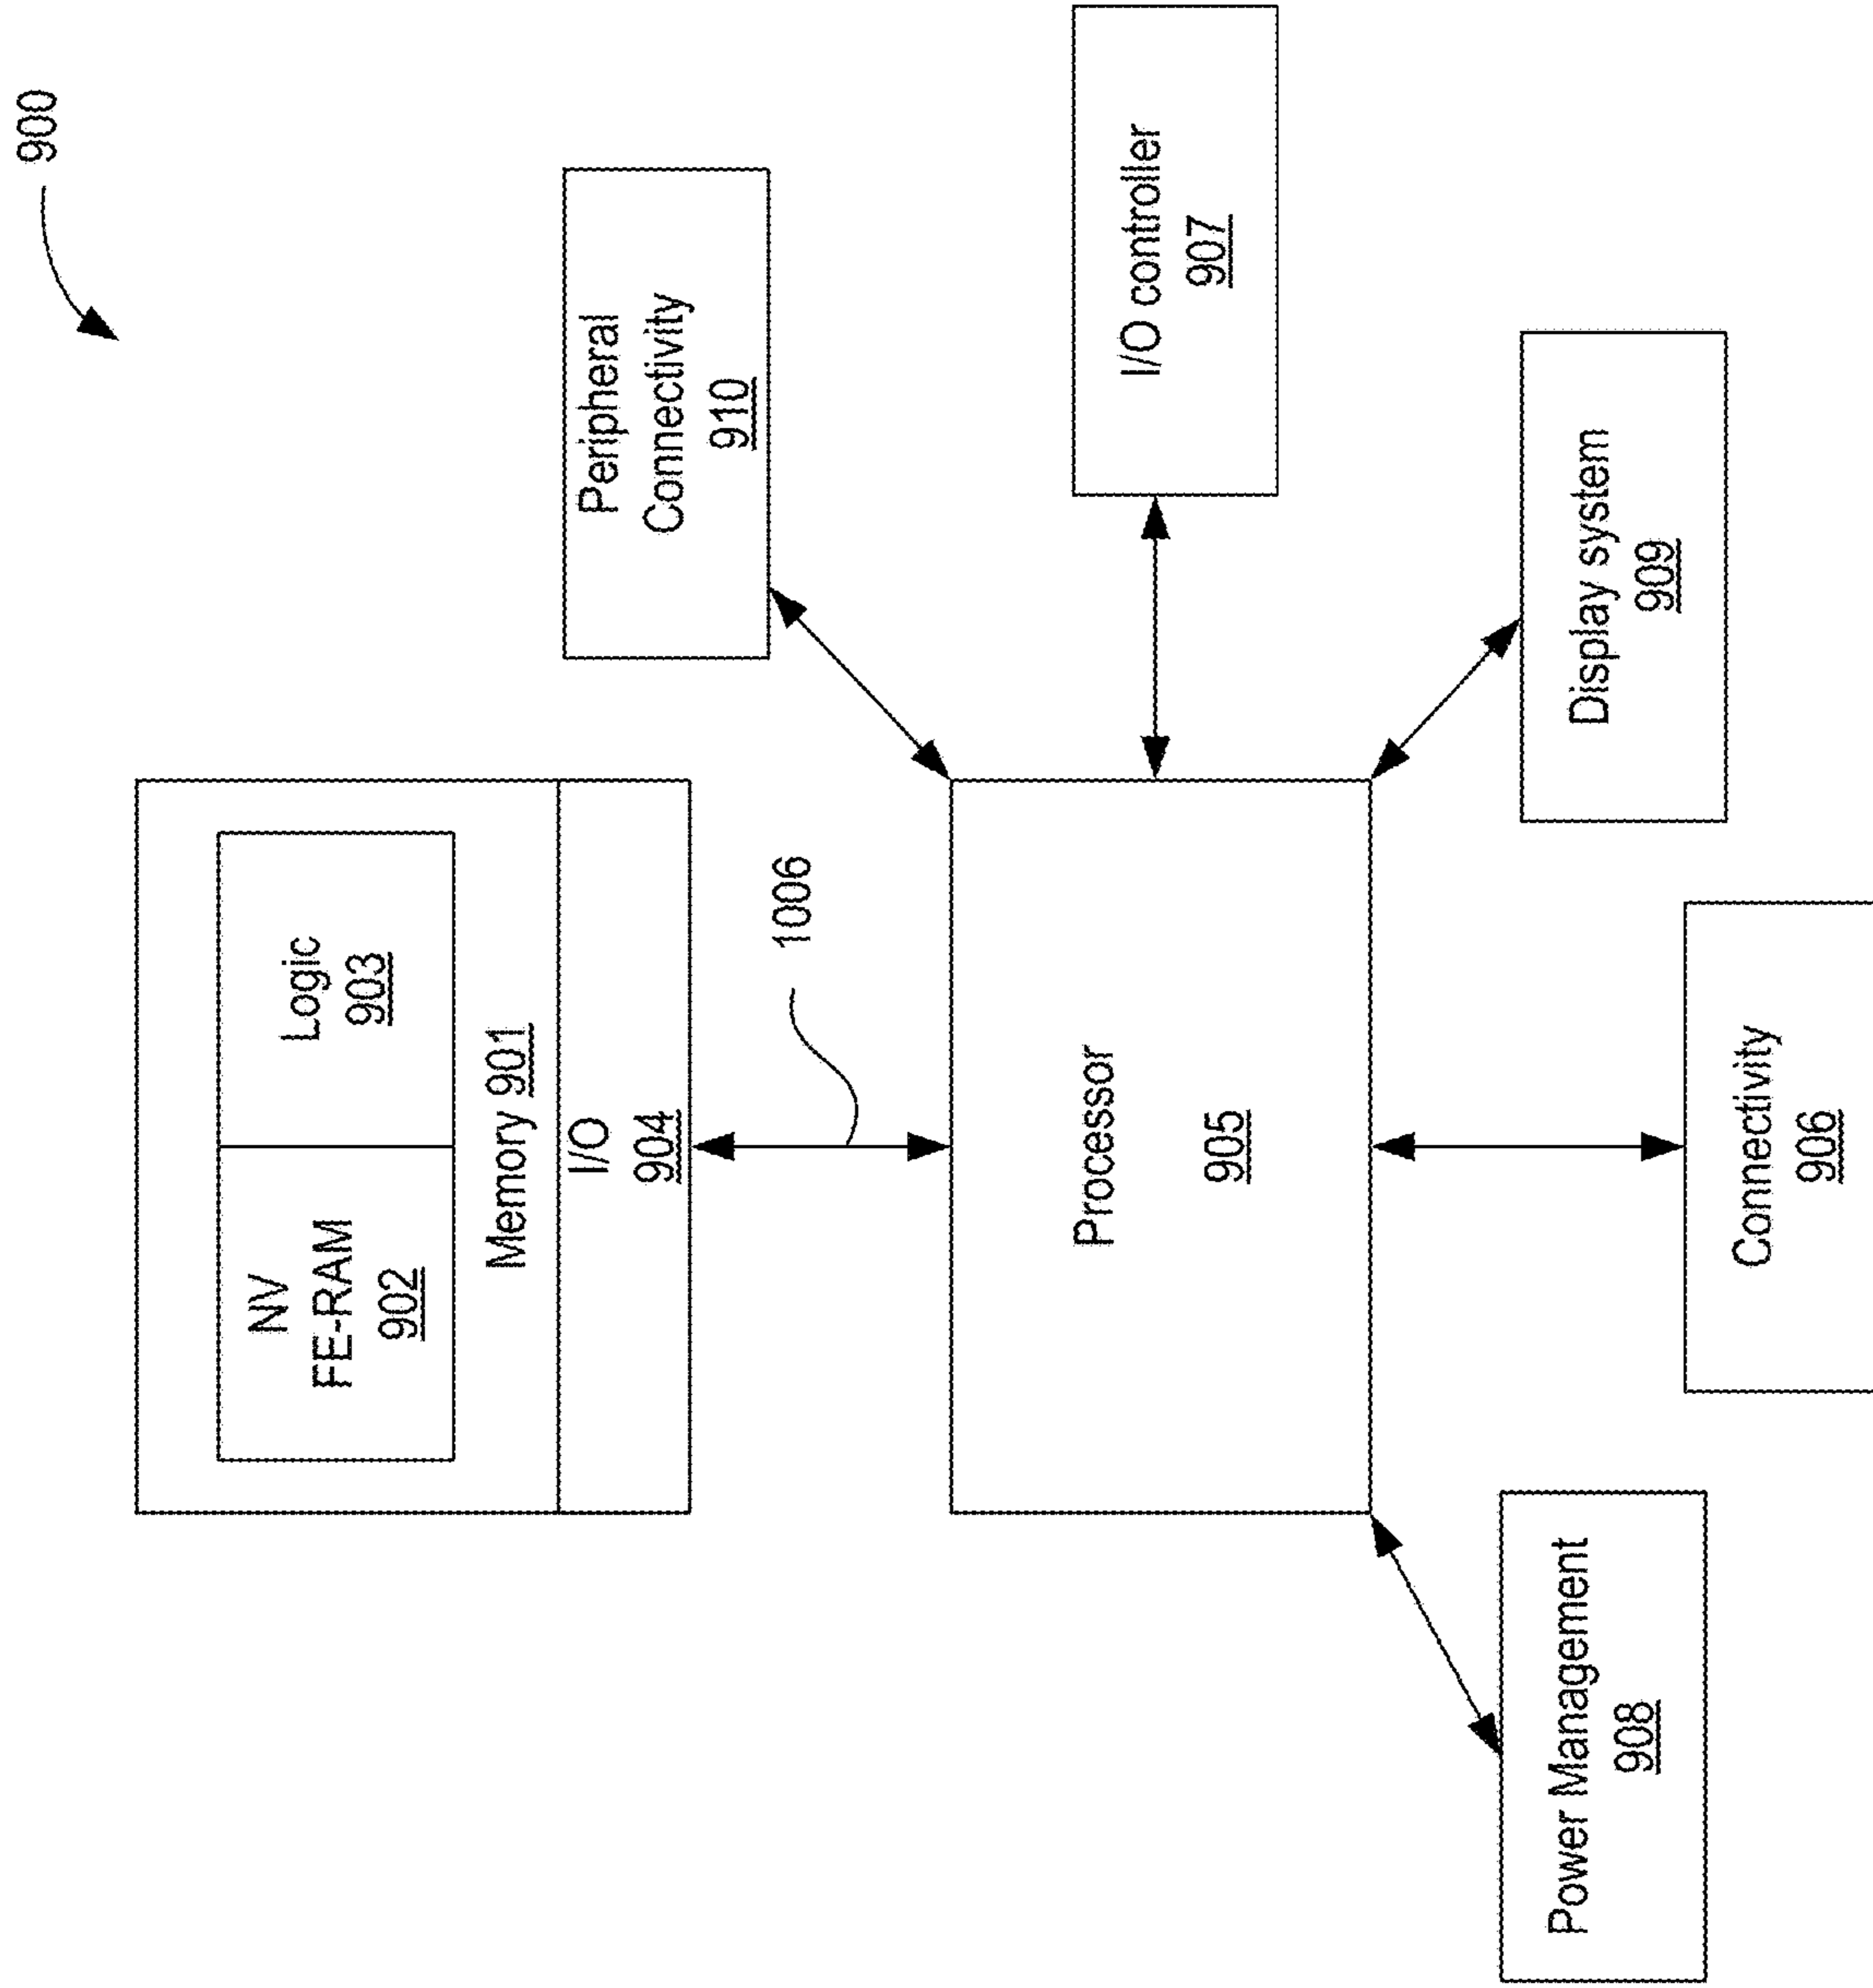 900
NV
FE-RAM
902
Logic
903
Memory 901
I/O
904
1006
Peripheral
Connectivity
910
Processor
905
I/O controller
907
Power Management
908
Connectivity
906
Display system
909